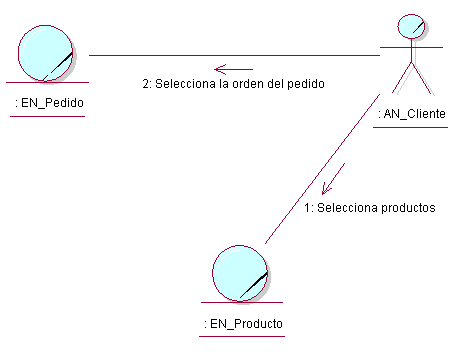 2: Selecciona la orden del pedido
: EN_Pedido
: AN_Cliente
1: Selecciona productos
: EN_Producto